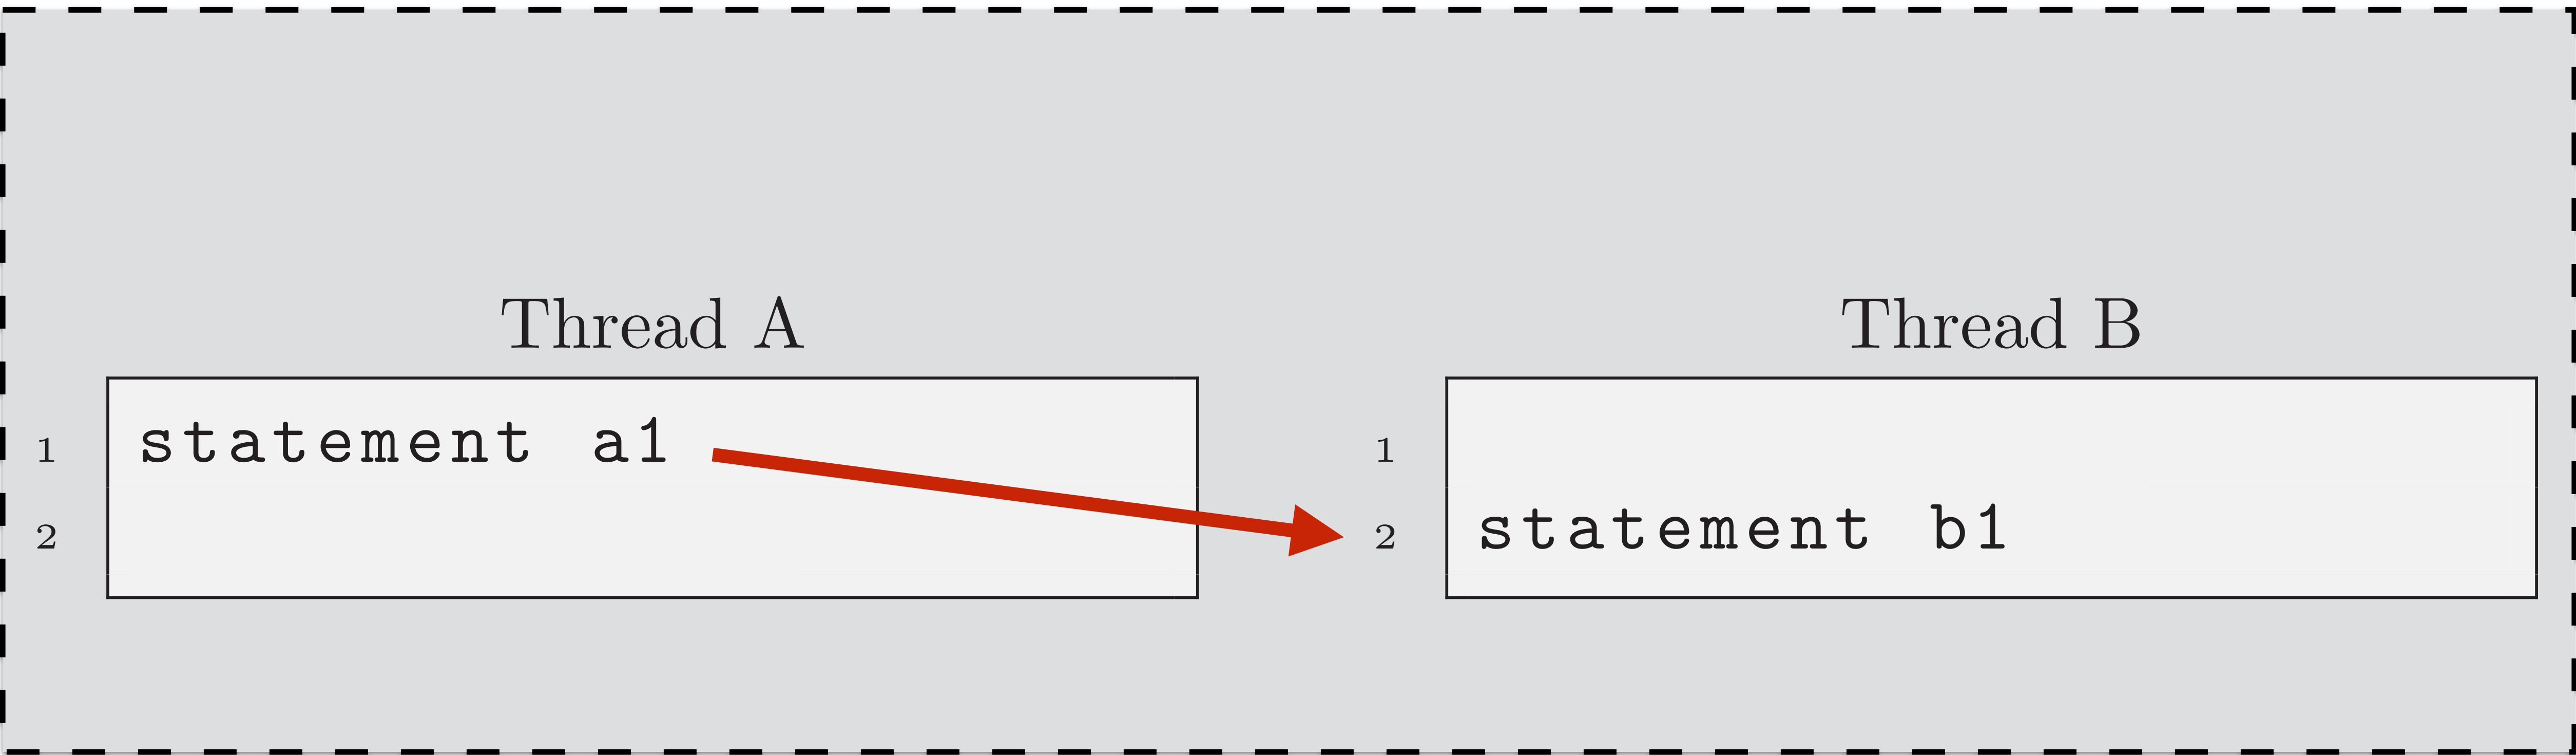 Thread A
1 statement a1
2
Thread B
1
2 statement b1